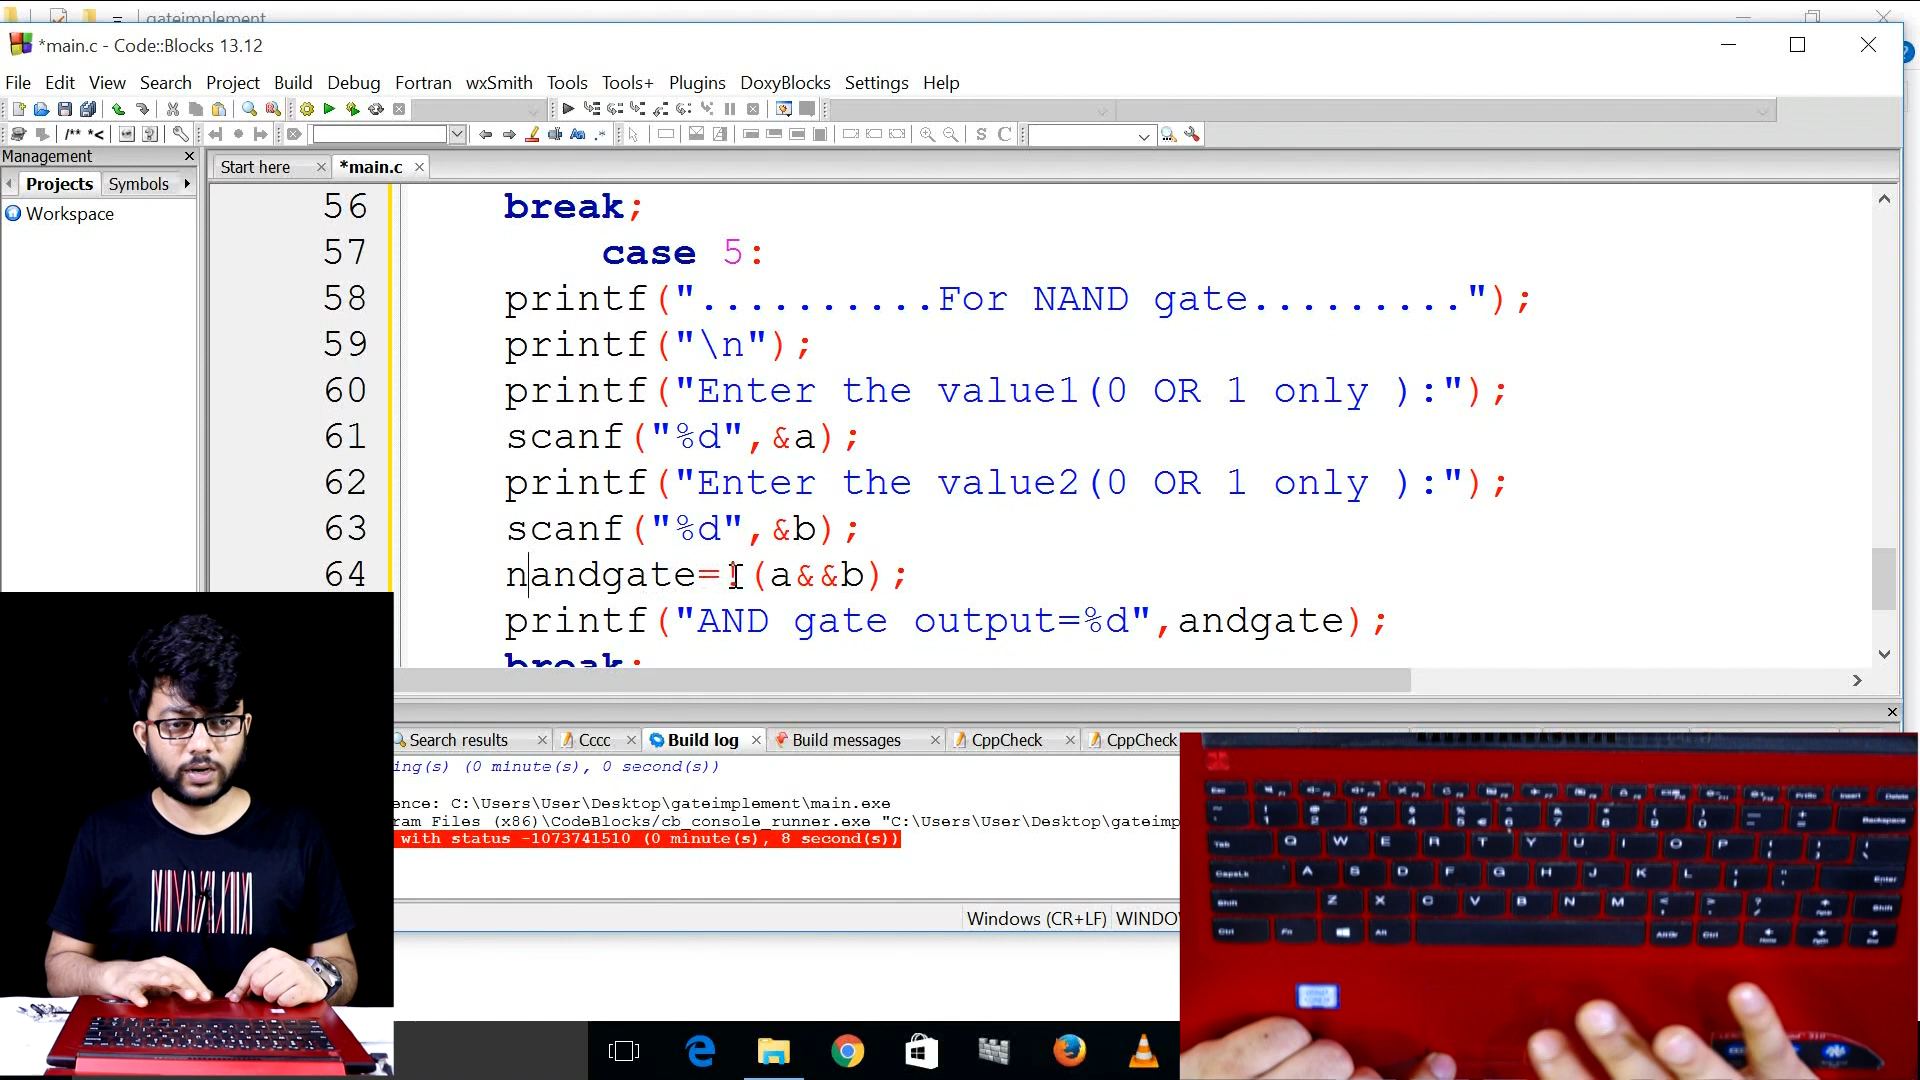 gateimplement
*main.c - Code::Blocks 13.12
File Edit View Search Project Build Debug Fortran wxSmith Tools Tools+ Plugins DoxyBlocks Settings Help
Management
Start here *main.c
Projects Symbols
Workspace
56 break;
57 case 5:
58 printf("..........For NAND gate.........");
59 printf("\n");
60 printf("Enter the value1(0 OR 1 only ):");
61 scanf("%d",&a);
62 printf("Enter the value2(0 OR 1 only ):");
63 scanf("%d",&b);
64 nandgate=!(a&&b);
printf("AND gate output=%d",andgate);
break;
Search results Cccc Build log Build messages CppCheck CppCheck
ing(s) (0 minute(s), 0 second(s))
ence: C:\Users\User\Desktop\gateimplement\main.exe
ram Files (x86)\CodeBlocks/cb_console_runner.exe "C:\Users\User\Desktop\gateimp
with status -1073741510 (0 minute(s), 8 second(s))
Windows (CR+LF) WINDO